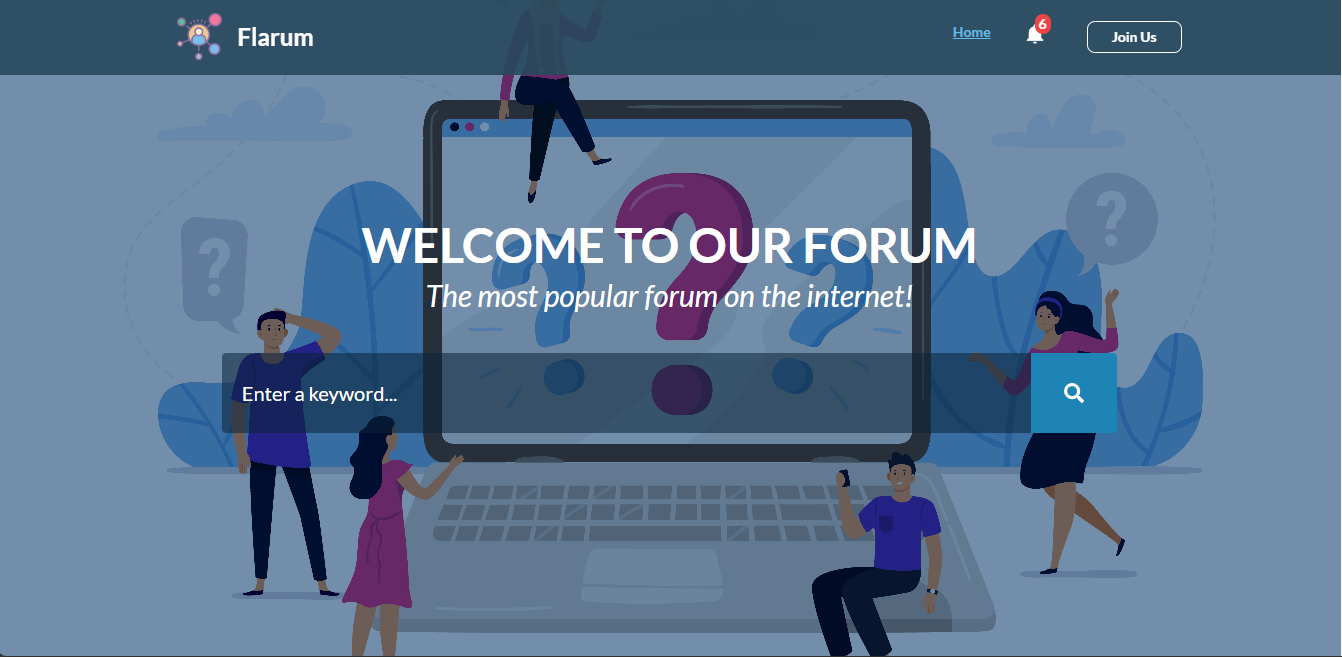 Flarum
Home
6
Join Us
WELCOME TO OUR FORUM
The most popular forum on the internet!
Enter a keyword...
? ?
? ? ?